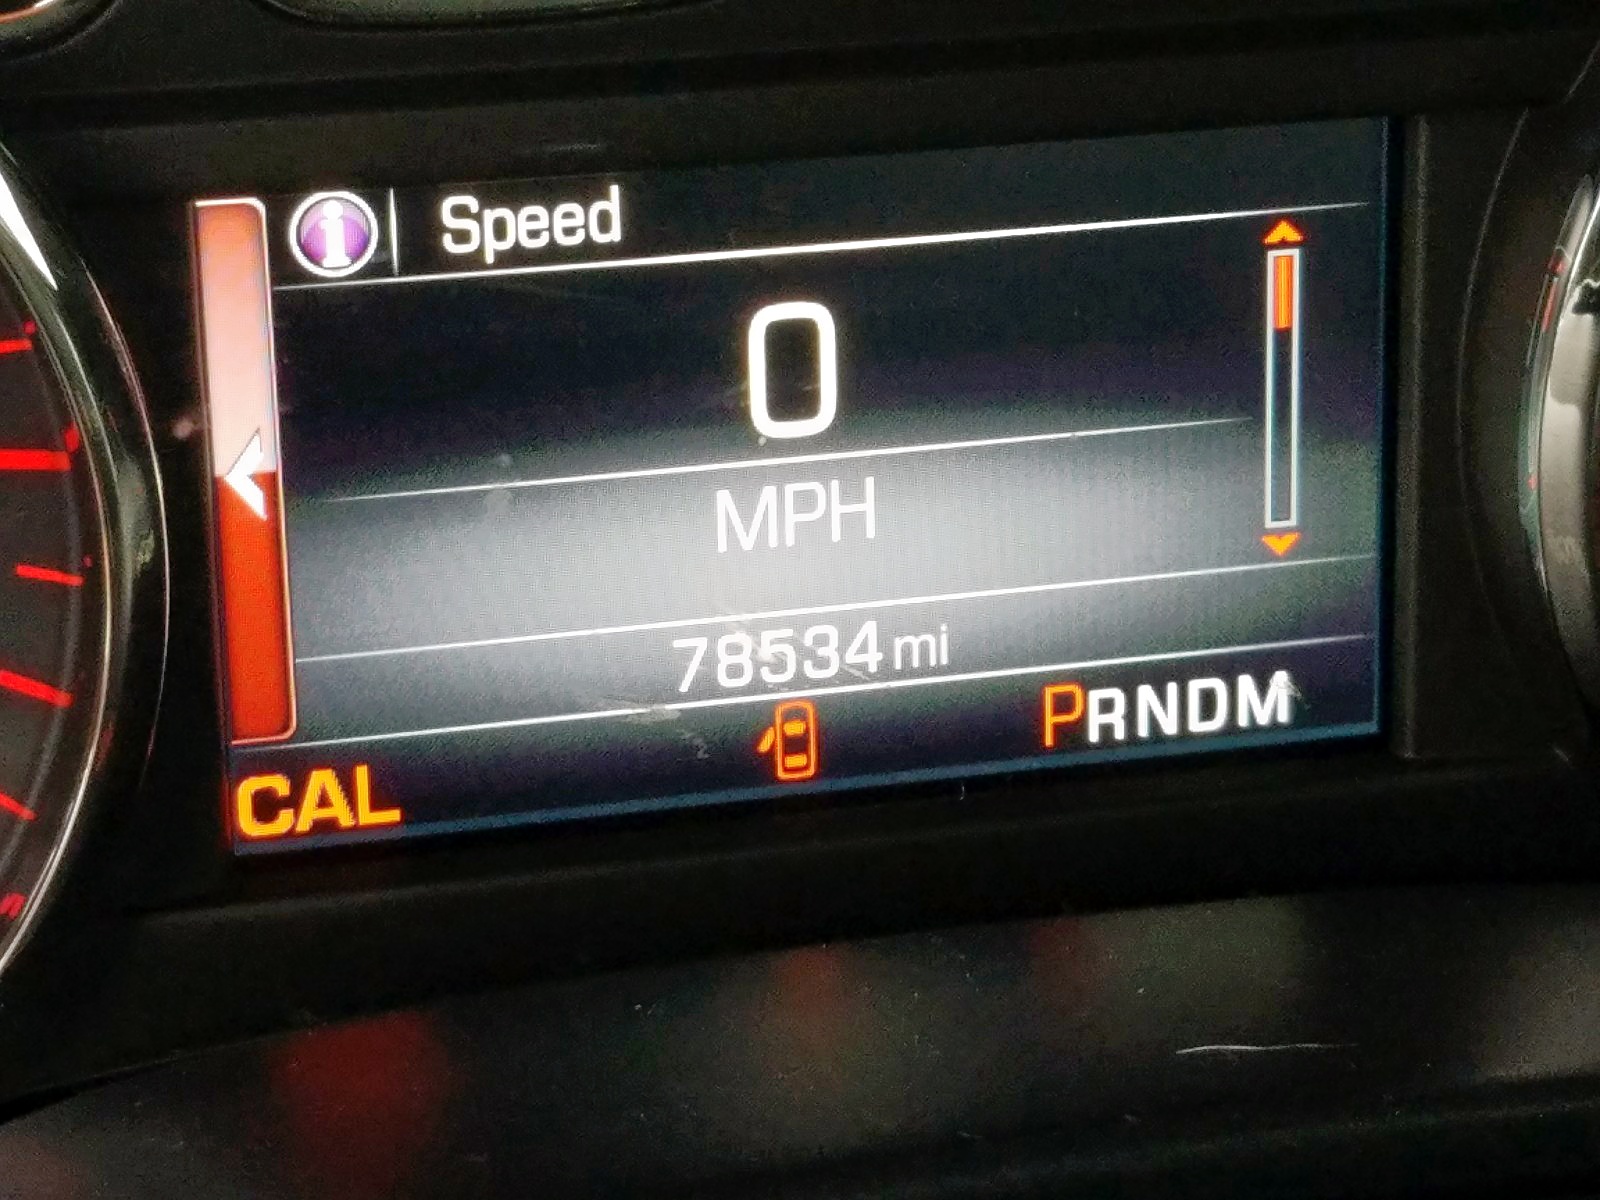 i Speed
0
MPH
78534 mi
PRNDM
CAL